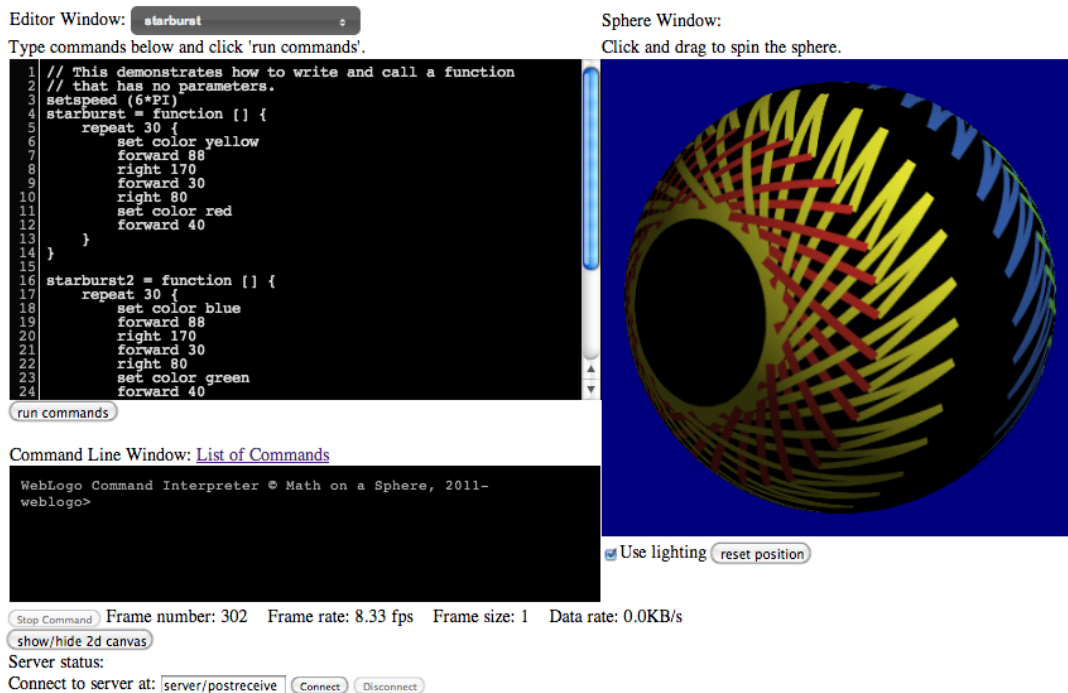 Editor Window: starburst
Type commands below and click 'run commands'.
1 // This demonstrates how to write and call a function
2 // that has no parameters.
3 setspeed (6*PI)
4 starburst = function [] {
5 repeat 30 {
6 set color yellow
7 forward 88
8 right 170
9 forward 30
10 right 80
11 set color red
12 forward 40
13 }
14 }
15
16 starburst2 = function [] {
17 repeat 30 {
18 set color blue
19 forward 88
20 right 170
21 forward 30
22 right 80
23 set color green
24 forward 40
run commands
Command Line Window: List of Commands
WebLogo Command Interpreter © Math on a Sphere, 2011-
weblogo>
Sphere Window:
Click and drag to spin the sphere.
Use lighting reset position
Stop Command Frame number: 302 Frame rate: 8.33 fps Frame size: 1 Data rate: 0.0KB/s
show/hide 2d canvas
Server status:
Connect to server at: server/postreceive Connect Disconnect